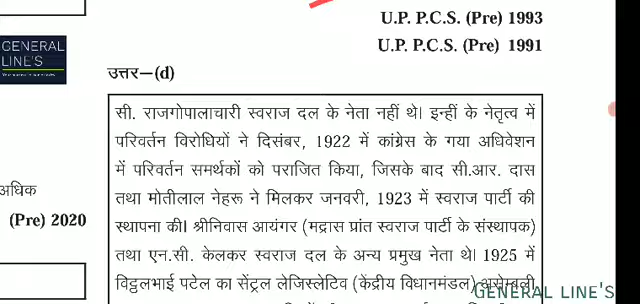 U.P. P.C.S. (Pre) 1993
U.P. P.C.S. (Pre) 1991
GENERAL
LINE'S
उत्तर—(d)
सी. राजगोपालाचारी स्वराज दल के नेता नहीं थे। इन्हीं के नेतृत्व में
परिवर्तन विरोधियों ने दिसंबर, 1922 में कांग्रेस के गया अधिवेशन
में परिवर्तन समर्थकों को पराजित किया, जिसके बाद सी.आर. दास
तथा मोतीलाल नेहरू ने मिलकर जनवरी, 1923 में स्वराज पार्टी की
स्थापना की। श्रीनिवास आयंगर (मद्रास प्रांत स्वराज पार्टी के संस्थापक)
तथा एन.सी. केलकर स्वराज दल के अन्य प्रमुख नेता थे। 1925 में
विट्ठलभाई पटेल का सेंट्रल लेजिस्लेटिव (केंद्रीय विधानमंडल) असेम्बली
अधिक
(Pre) 2020
GENERAL LINE'S